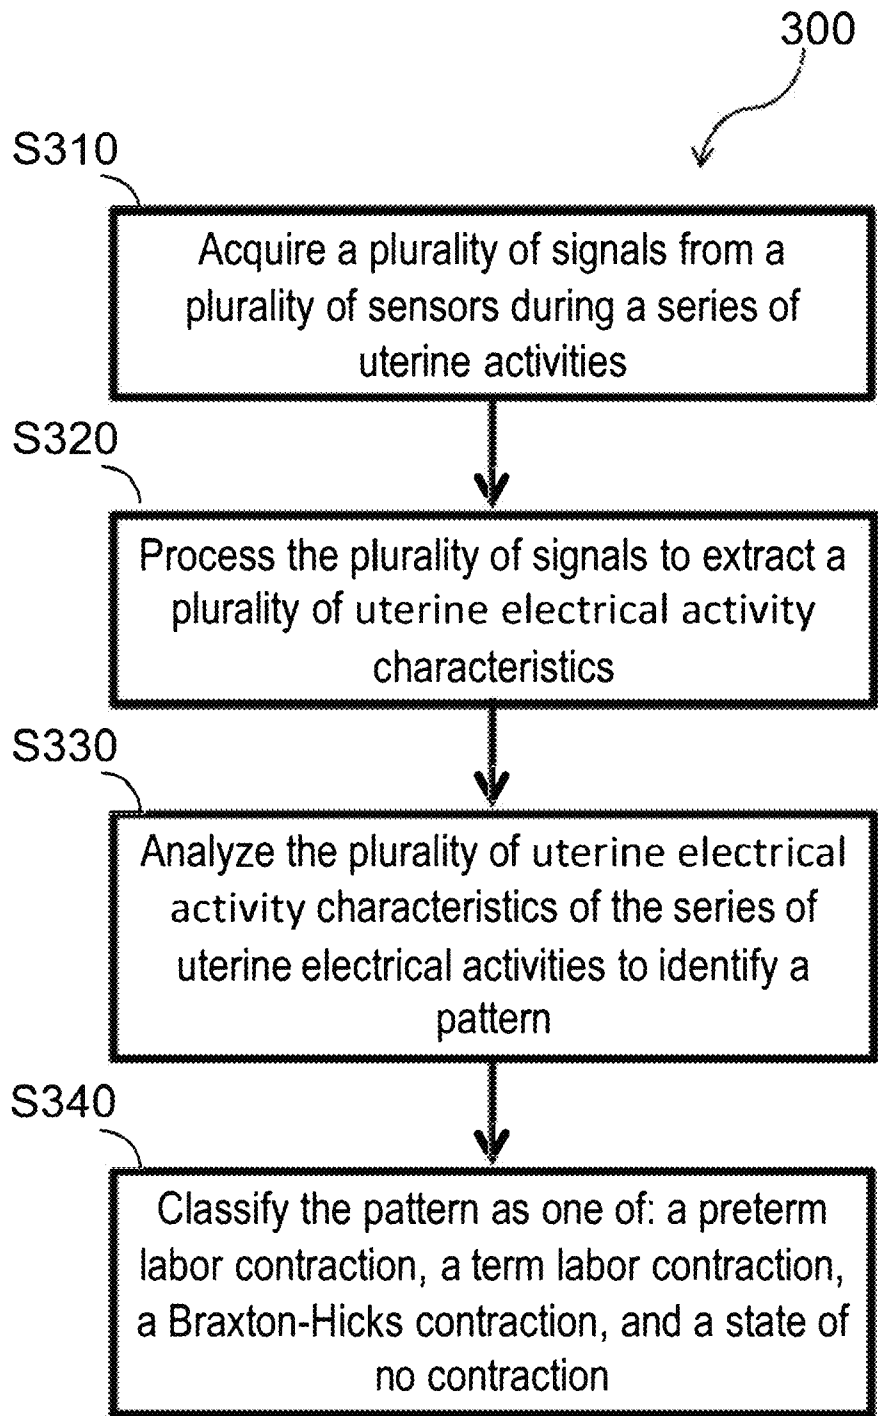 300
S310
Acquire a plurality of signals from a
plurality of sensors during a series of
uterine activities
S320
Process the plurality of signals to extract a
plurality of uterine electrical activity
characteristics
S330
Analyze the plurality of uterine electrical
activity characteristics of the series of
uterine electrical activities to identify a
pattern
S340
Classify the pattern as one of: a preterm
labor contraction, a term labor contraction,
a Braxton-Hicks contraction, and a state of
no contraction